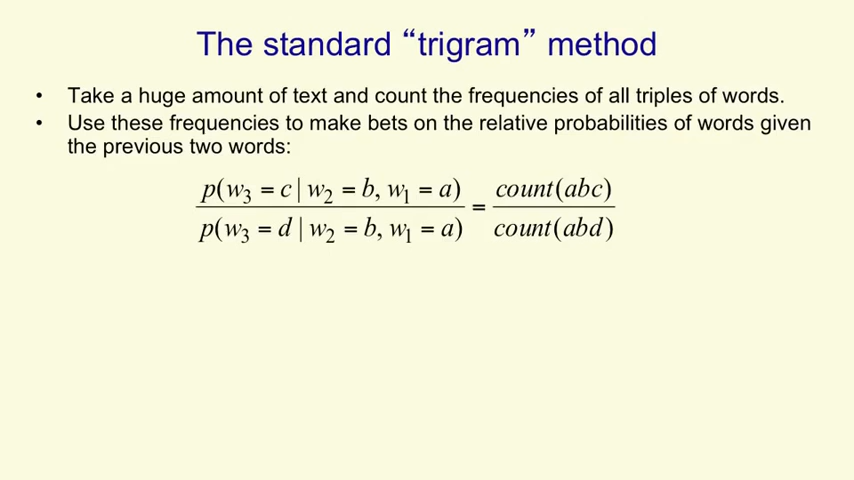 The standard “trigram” method
• Take a huge amount of text and count the frequencies of all triples of words.
• Use these frequencies to make bets on the relative probabilities of words given
the previous two words:
p(w₃ = c | w₂ = b, w₁ = a) / p(w₃ = d | w₂ = b, w₁ = a) = count(abc) / count(abd)